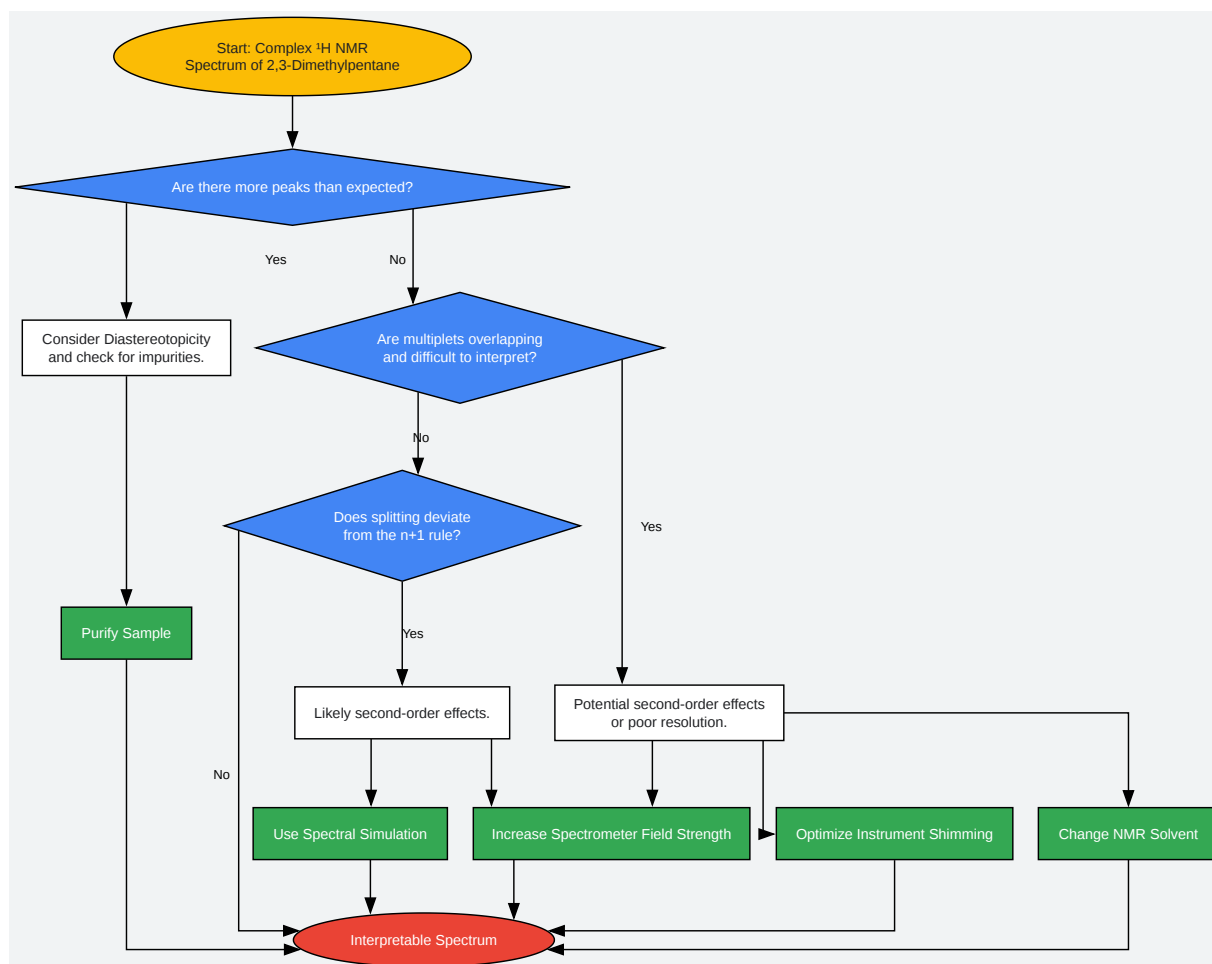 Start: Complex ¹H NMR
Spectrum of 2,3-Dimethylpentane
Are there more peaks than expected?
Yes
No
Consider Diastereotopicity
and check for impurities.
Are multiplets overlapping
and difficult to interpret?
No
Does splitting deviate
from the n+1 rule?
Yes
Purify Sample
Yes
Likely second-order effects.
Potential second-order effects
or poor resolution.
No
Use Spectral Simulation
Increase Spectrometer Field Strength
Optimize Instrument Shimming
Change NMR Solvent
Interpretable Spectrum